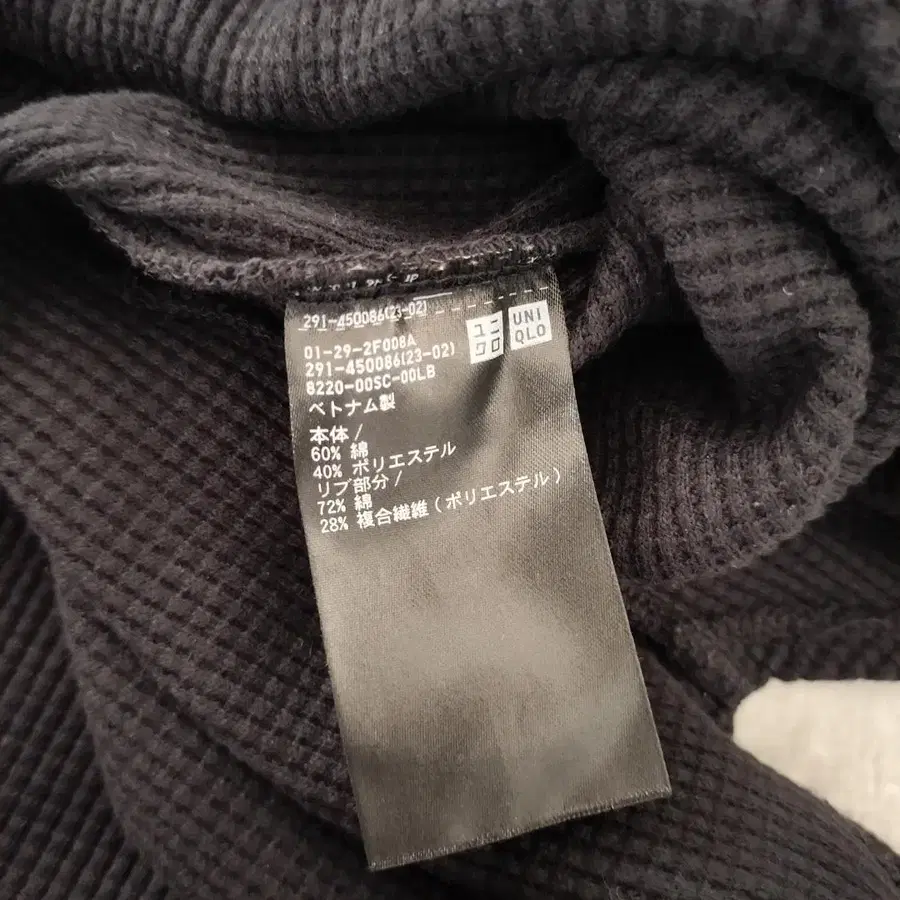 291-450086(23-02)
ユニ
クロ
UNI
QLO
01-29-2F008A
291-450086(23-02)
8220-00SC-00LB
ベトナム製
本体/
60% 綿
40% ポリエステル
リブ部分/
72% 綿
28% 複合繊維(ポリエステル)